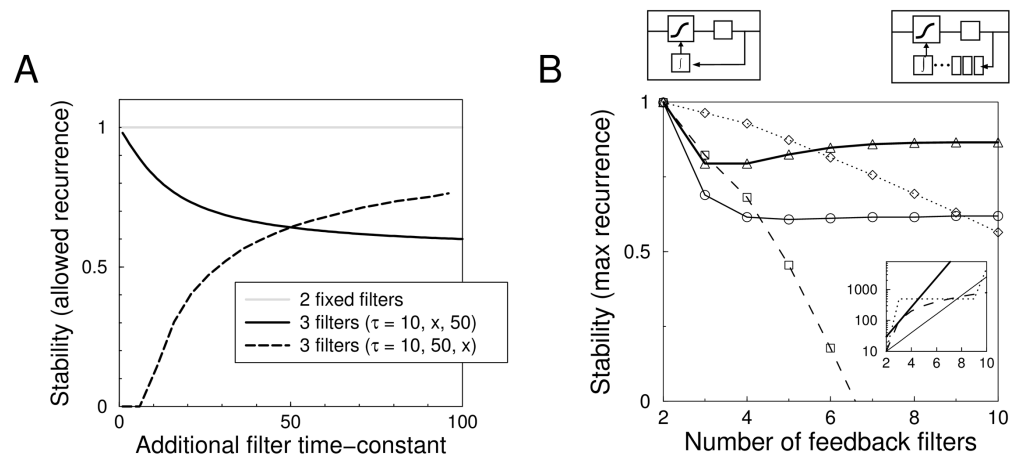 A
Stability (allowed recurrence)
1
0.5
0
0
50
100
Additional filter time−constant
2 fixed filters
3 filters (τ = 10, x, 50)
3 filters (τ = 10, 50, x)
B
∫
∫
Stability (max recurrence)
1
0.5
0
2
4
6
8
10
Number of feedback filters
1000
100
10
2
4
6
8
10